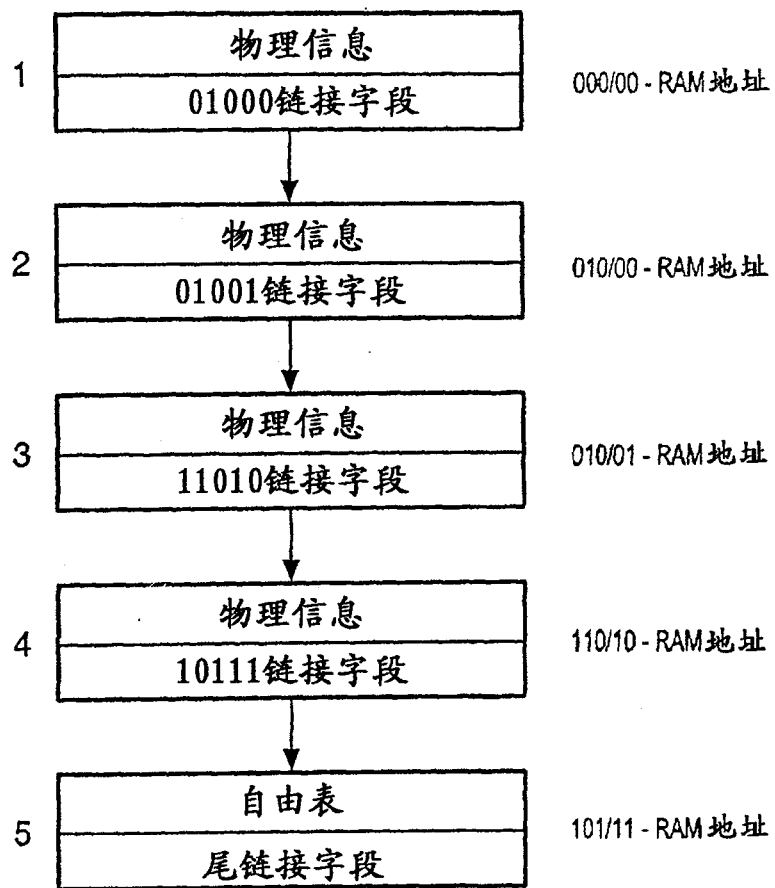 1
物理信息
01000链接字段
000/00 - RAM地址
2
物理信息
01001链接字段
010/00 - RAM地址
3
物理信息
11010链接字段
010/01 - RAM地址
4
物理信息
10111链接字段
110/10 - RAM地址
5
自由表
尾链接字段
101/11 - RAM地址